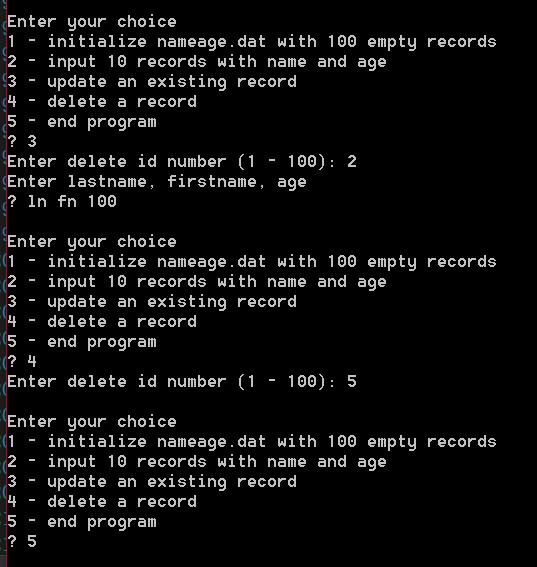 Enter your choice
1 - initialize nameage.dat with 100 empty records
2 - input 10 records with name and age
3 - update an existing record
4 - delete a record
5 - end program
? 3
Enter delete id number (1 - 100): 2
Enter lastname, firstname, age
? ln fn 100
Enter your choice
1 - initialize nameage.dat with 100 empty records
2 - input 10 records with name and age
3 - update an existing record
4 - delete a record
5 - end program
? 4
Enter delete id number (1 - 100): 5
Enter your choice
1 - initialize nameage.dat with 100 empty records
2 - input 10 records with name and age
3 - update an existing record
4 - delete a record
5 - end program
? 5